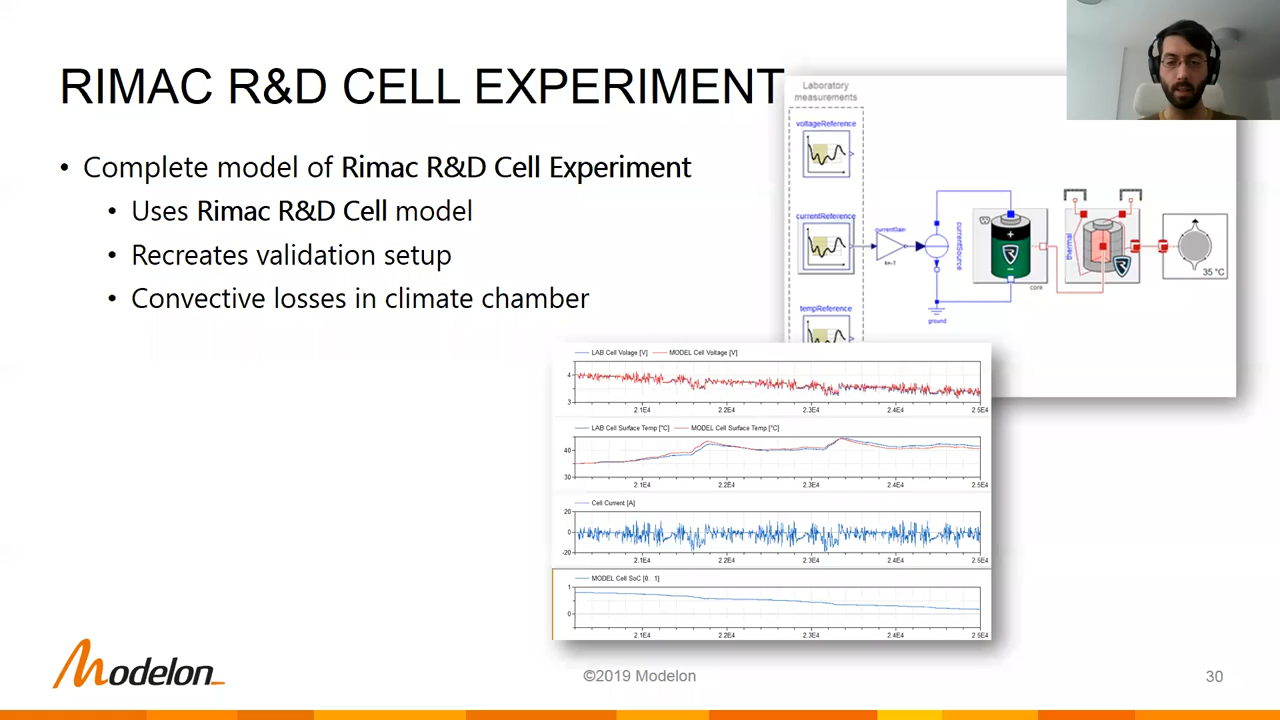 RIMAC R&D CELL EXPERIMENT
• Complete model of Rimac R&D Cell Experiment
• Uses Rimac R&D Cell model
• Recreates validation setup
• Convective losses in climate chamber
Laboratory
measurements
voltageReference
currentReference
currentGain
k=-1
currentSource
ground
core
thermal
35 °C
tempReference
LAB Cell Volage [V] MODEL Cell Voltage [V]
4
3
2.1E4 2.2E4 2.3E4 2.4E4 2.5E4
LAB Cell Surface Temp [°C] MODEL Cell Surface Temp [°C]
40
30
2.1E4 2.2E4 2.3E4 2.4E4 2.5E4
Cell Current [A]
20
0
-20
2.1E4 2.2E4 2.3E4 2.4E4 2.5E4
MODEL Cell SoC [0.. 1]
1
0
2.1E4 2.2E4 2.3E4 2.4E4 2.5E4
Modelon
©2019 Modelon
30